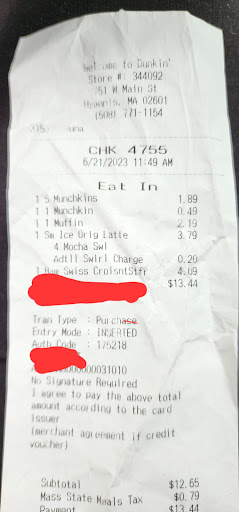 Welcome to Dunkin'
Store #: 344092
51 W Main St
Hyannis, MA 02601
(508) 771-1154
CHK 4755
6/21/2023 11:49 AM
Eat In
1 5 Munchkins 1.89
1 1 Munchkin 0.49
1 1 Muffin 2.19
1 Sm Ice Orig Latte 3.79
4 Mocha Swl
Adtl Swirl Charge 0.20
1 Ham Swiss CroisntStfr 4.09
$13.44
Tran Type : Purchase
Entry Mode : INSERTED
Auth Code : 175218
No Signature Required
I agree to pay the above total
amount according to the card
issuer
(merchant agreement if credit
voucher)
Subtotal $12.65
Mass State Meals Tax $0.79
Payment $13.44